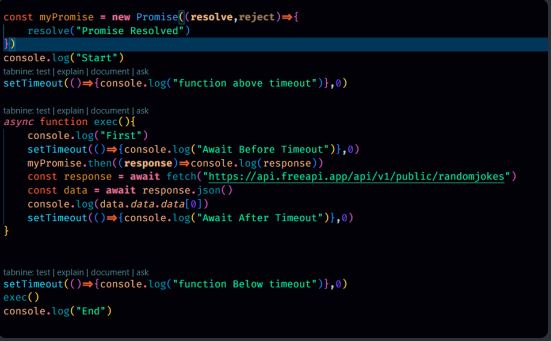 const myPromise = new Promise((resolve,reject)=>{
resolve("Promise Resolved")
})
console.log("Start")
tabnine: test | explain | document | ask
setTimeout(()=>{console.log("function above timeout")},0)
tabnine: test | explain | document | ask
async function exec(){
console.log("First")
setTimeout(()=>{console.log("Await Before Timeout")},0)
myPromise.then((response)=>console.log(response))
const response = await fetch("https://api.freeapi.app/api/v1/public/randomjokes")
const data = await response.json()
console.log(data.data.data[0])
setTimeout(()=>{console.log("Await After Timeout")},0)
}
tabnine: test | explain | document | ask
setTimeout(()=>{console.log("function Below timeout")},0)
exec()
console.log("End")